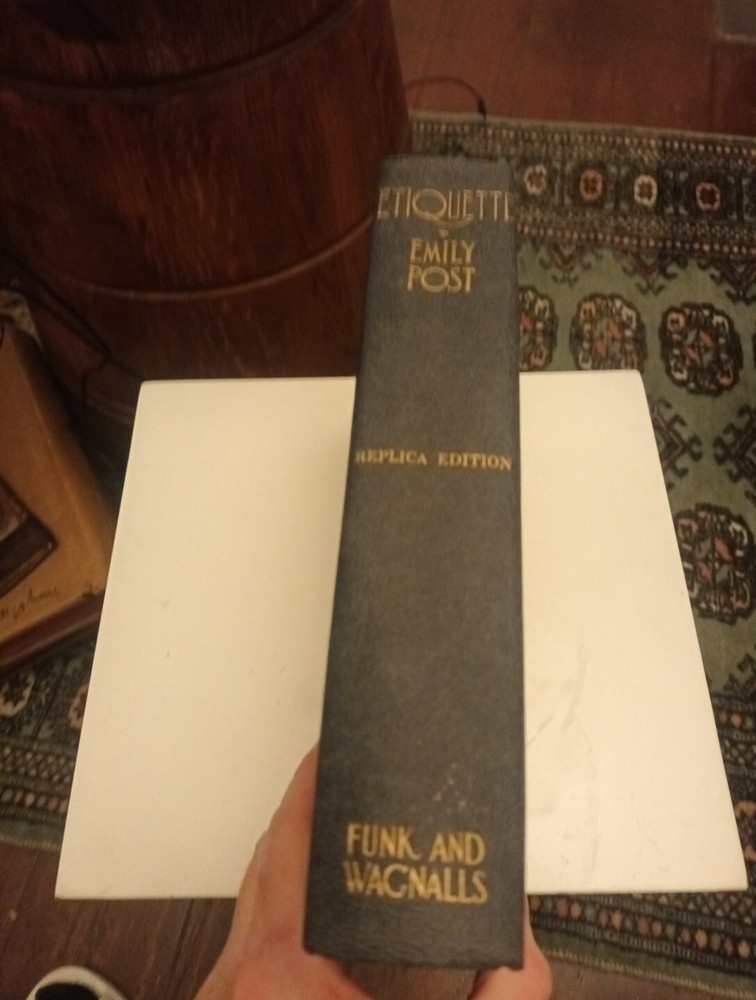 ETIQUETTE
EMILY
POST
REPLICA EDITION
FUNK AND
WAGNALLS